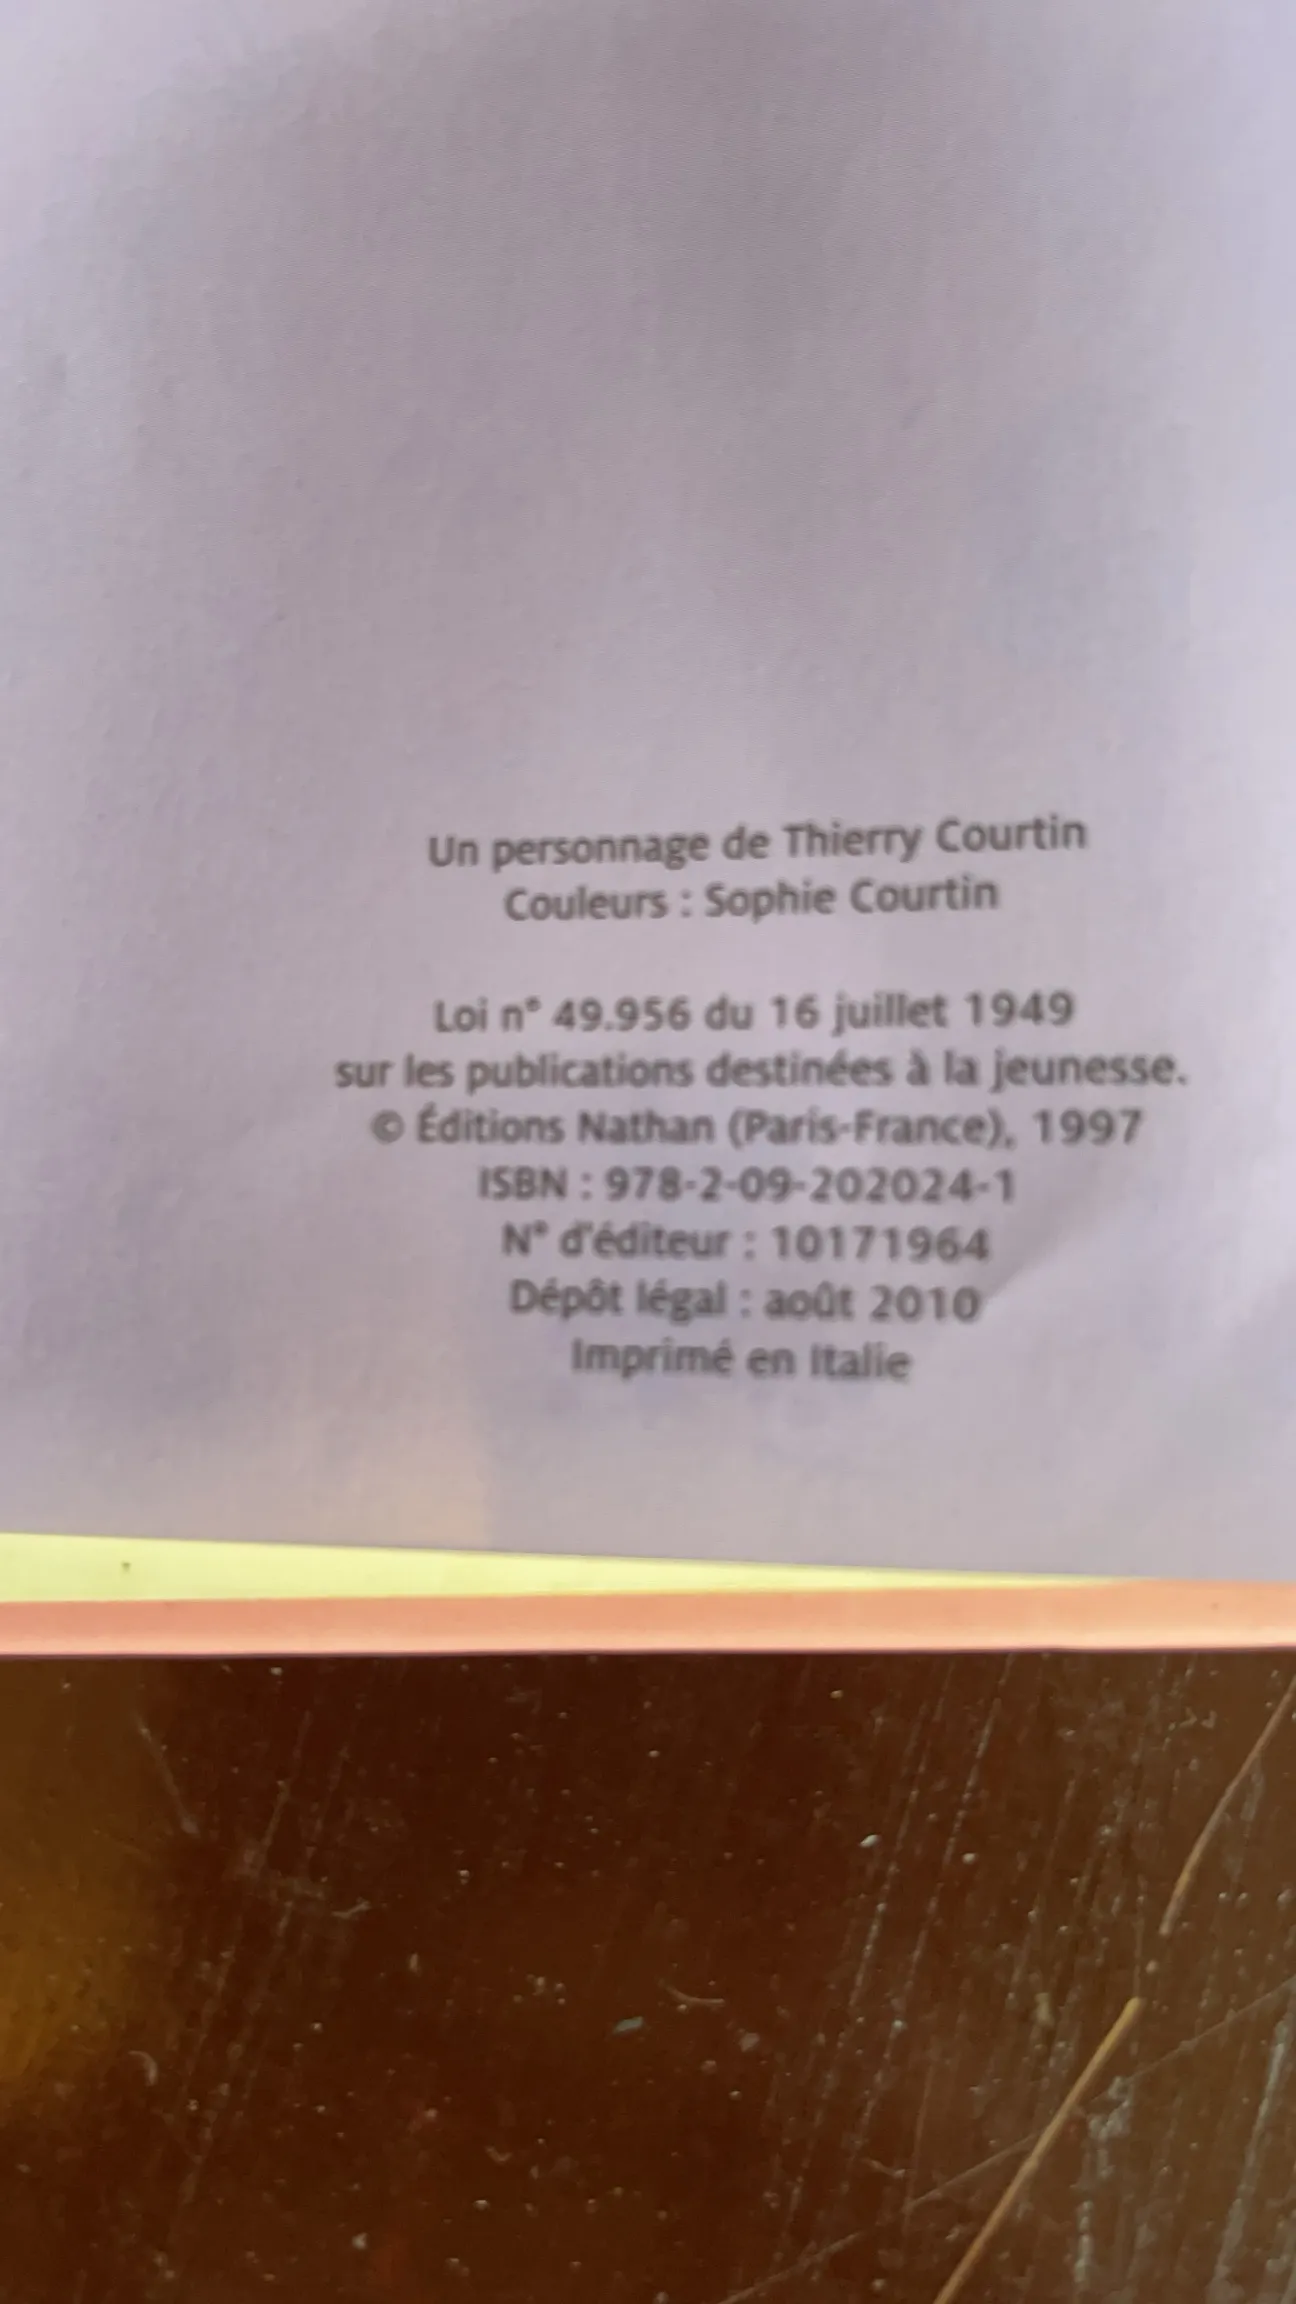 Un personnage de Thierry Courtin
Couleurs : Sophie Courtin
Loi n° 49.956 du 16 juillet 1949
sur les publications destinées à la jeunesse.
© Éditions Nathan (Paris-France), 1997
ISBN : 978-2-09-202024-1
N° d'éditeur : 10171964
Dépôt légal : août 2010
Imprimé en Italie